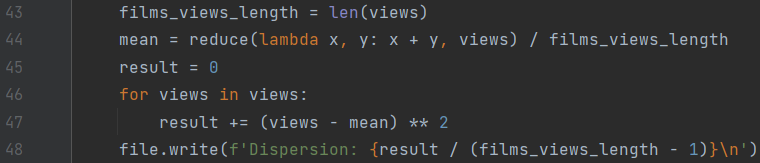 43 films_views_length = len(views)
44 mean = reduce(lambda x, y: x + y, views) / films_views_length
45 result = 0
46 for views in views:
47 result += (views - mean) ** 2
48 file.write(f'Dispersion: {result / (films_views_length - 1)}\n')